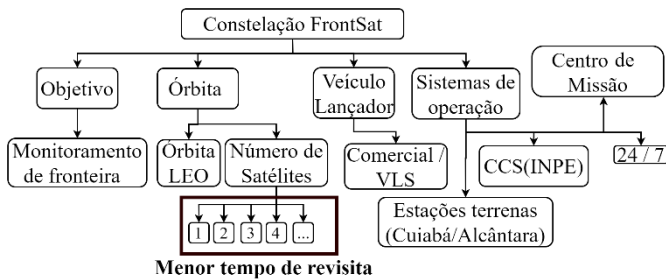 Constelação FrontSat
Objetivo
Órbita
Veículo
Lançador
Sistemas de
operação
Centro de
Missão
Monitoramento
de fronteira
Órbita
LEO
Número de
Satélites
Comercial /
VLS
CCS(INPE)
24 / 7
Estações terrenas
(Cuiabá/Alcântara)
1 2 3 4 ...
Menor tempo de revisita